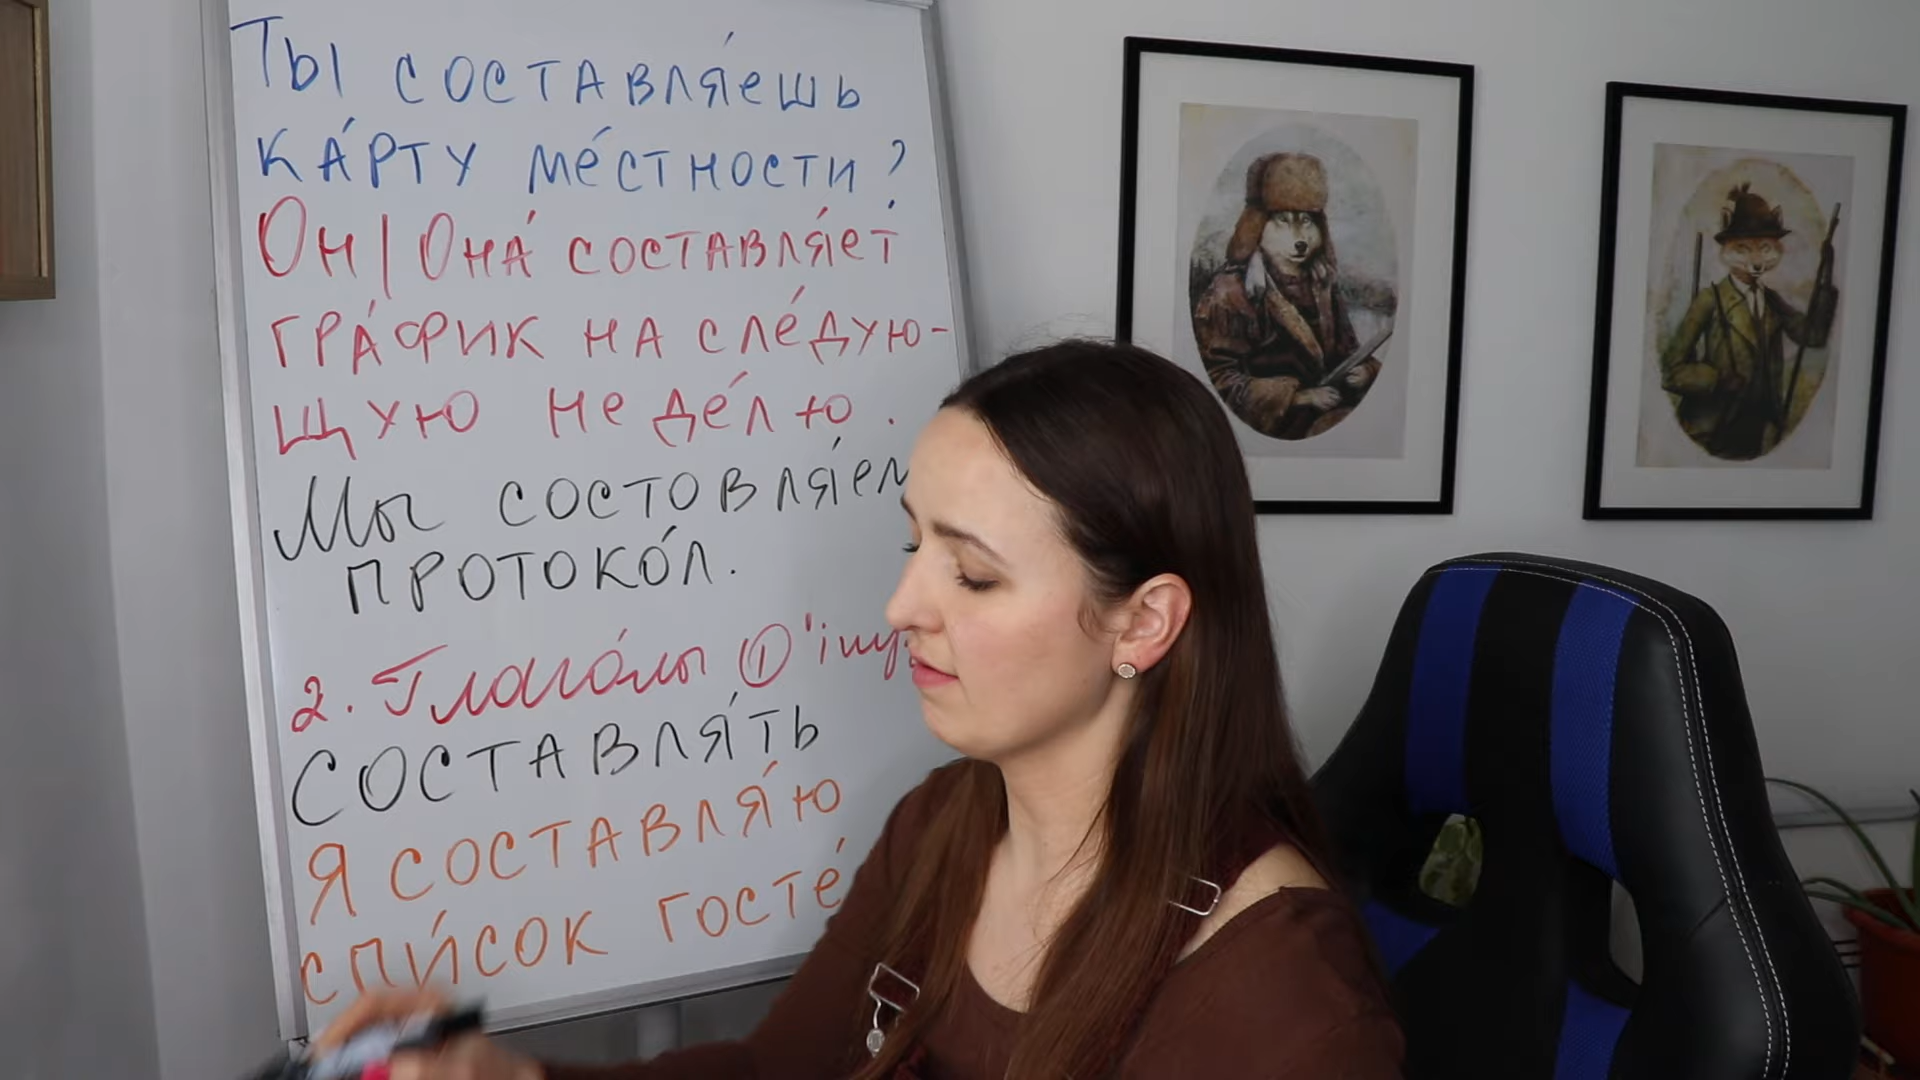 Ты составля́ешь
ка́рту ме́стности?
Он/Она́ составля́ет
гра́фик на сле́дую-
щую неде́лю.
Мы состовля́ем
протоко́л.
2. Глаго́лы ①
Составля́ть
Я составля́ю
спи́сок